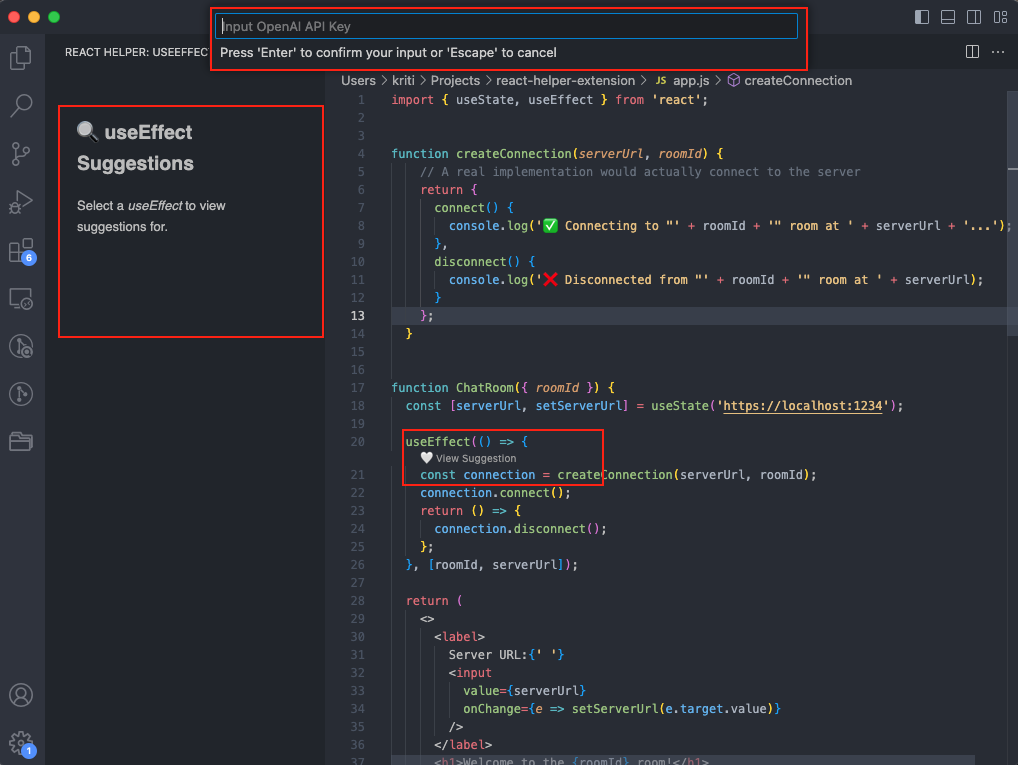 Input OpenAI API Key
Press 'Enter' to confirm your input or 'Escape' to cancel
REACT HELPER: USEEFFEC
Users > kriti > Projects > react-helper-extension > JS app.js > createConnection
🔍 useEffect
Suggestions
Select a useEffect to view
suggestions for.
6
1
1 import { useState, useEffect } from 'react';
2
3
4 function createConnection(serverUrl, roomId) {
5 // A real implementation would actually connect to the server
6 return {
7 connect() {
8 console.log('✅ Connecting to "' + roomId + '" room at ' + serverUrl + '...');
9 },
10 disconnect() {
11 console.log('❌ Disconnected from "' + roomId + '" room at ' + serverUrl);
12 }
13 };
14 }
15
16
17 function ChatRoom({ roomId }) {
18 const [serverUrl, setServerUrl] = useState('https://localhost:1234');
19
20 useEffect(() => {
🤍 View Suggestion
21 const connection = createConnection(serverUrl, roomId);
22 connection.connect();
23 return () => {
24 connection.disconnect();
25 };
26 }, [roomId, serverUrl]);
27
28 return (
29 <>
30 <label>
31 Server URL:{' '}
32 <input
33 value={serverUrl}
34 onChange={e => setServerUrl(e.target.value)}
35 />
36 </label>
37 <h1>Welcome to the {roomId} room!</h1>